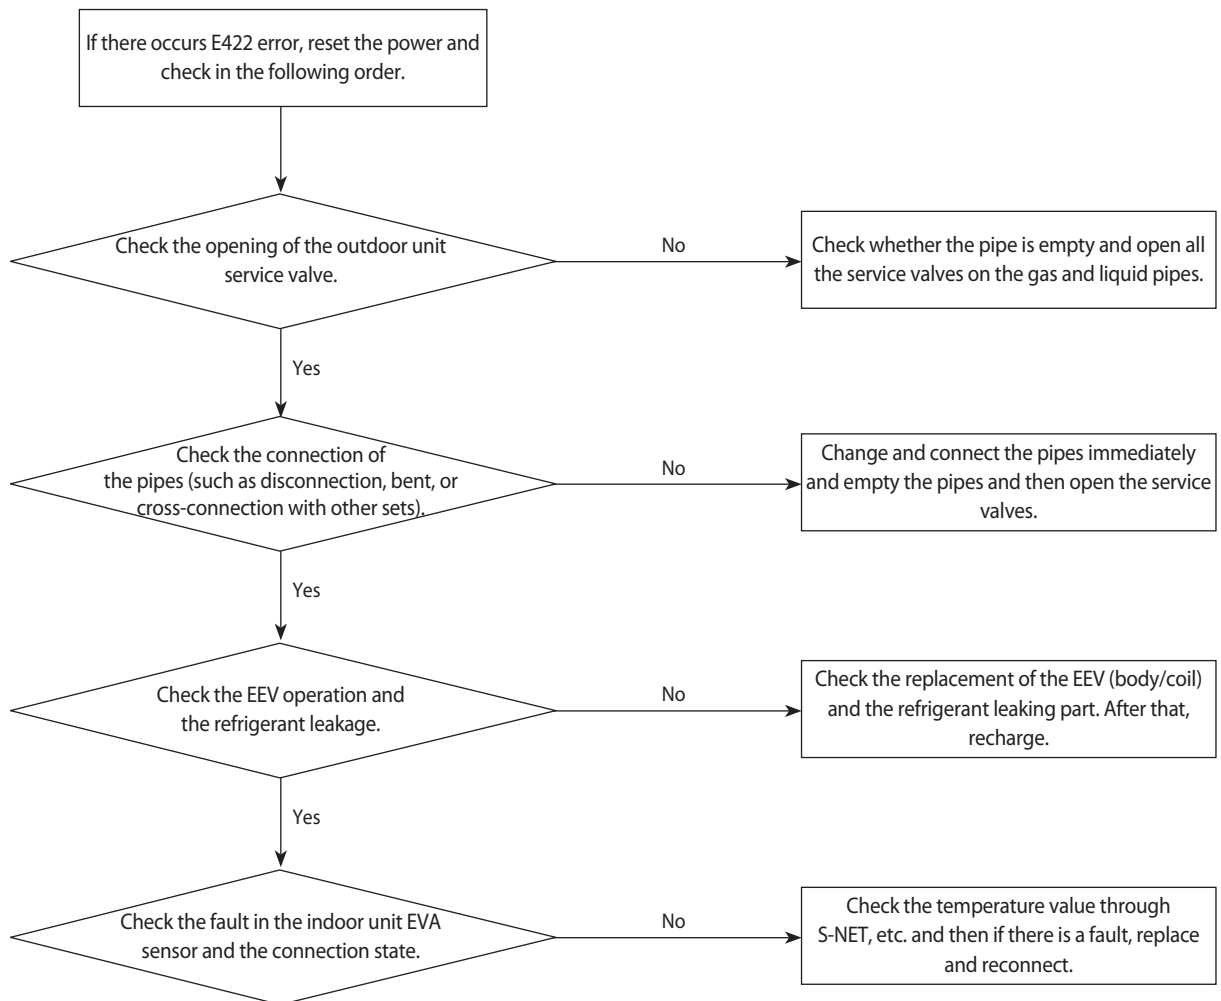 If there occurs E422 error, reset the power and
check in the following order.
Check the opening of the outdoor unit
service valve.
No
Check whether the pipe is empty and open all
the service valves on the gas and liquid pipes.
Yes
Check the connection of
the pipes (such as disconnection, bent, or
cross-connection with other sets).
No
Change and connect the pipes immediately
and empty the pipes and then open the service
valves.
Yes
Check the EEV operation and
the refrigerant leakage.
No
Check the replacement of the EEV (body/coil)
and the refrigerant leaking part. After that,
recharge.
Yes
Check the fault in the indoor unit EVA
sensor and the connection state.
No
Check the temperature value through
S-NET, etc. and then if there is a fault, replace
and reconnect.